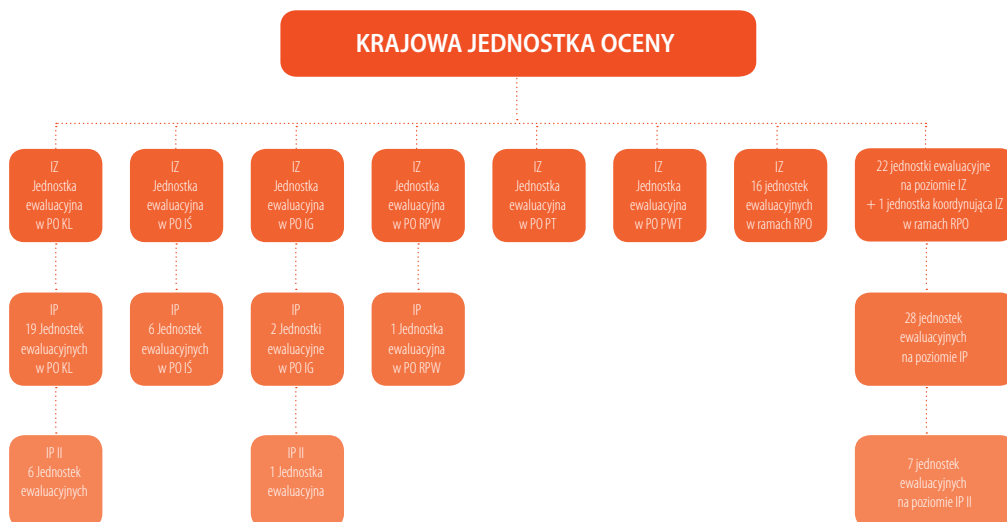 KRAJOWA JEDNOSTKA OCENY
IZ
Jednostka
ewaluacyjna
w PO KL
IZ
Jednostka
ewaluacyjna
w PO IŚ
IZ
Jednostka
ewaluacyjna
w PO IG
IZ
Jednostka
ewaluacyjna
w PO RPW
IZ
Jednostka
ewaluacyjna
w PO PT
IZ
Jednostka
ewaluacyjna
w PO PWT
IZ
16 jednostek
ewaluacyjnych
w ramach RPO
22 jednostki ewaluacyjne
na poziomie IZ
+ 1 jednostka koordynująca IZ
w ramach RPO
IP
19 Jednostek
ewaluacyjnych
w PO KL
IP
6 Jednostek
ewaluacyjnych
w PO IŚ
IP
2 Jednostki
ewaluacyjne
w PO IG
IP
1 Jednostka
ewaluacyjna
w PO RPW
28 jednostek
ewaluacyjnych
na poziomie IP
IP II
6 Jednostek
ewaluacyjnych
IP II
1 Jednostka
ewaluacyjna
7 jednostek
ewaluacyjnych
na poziomie IP II